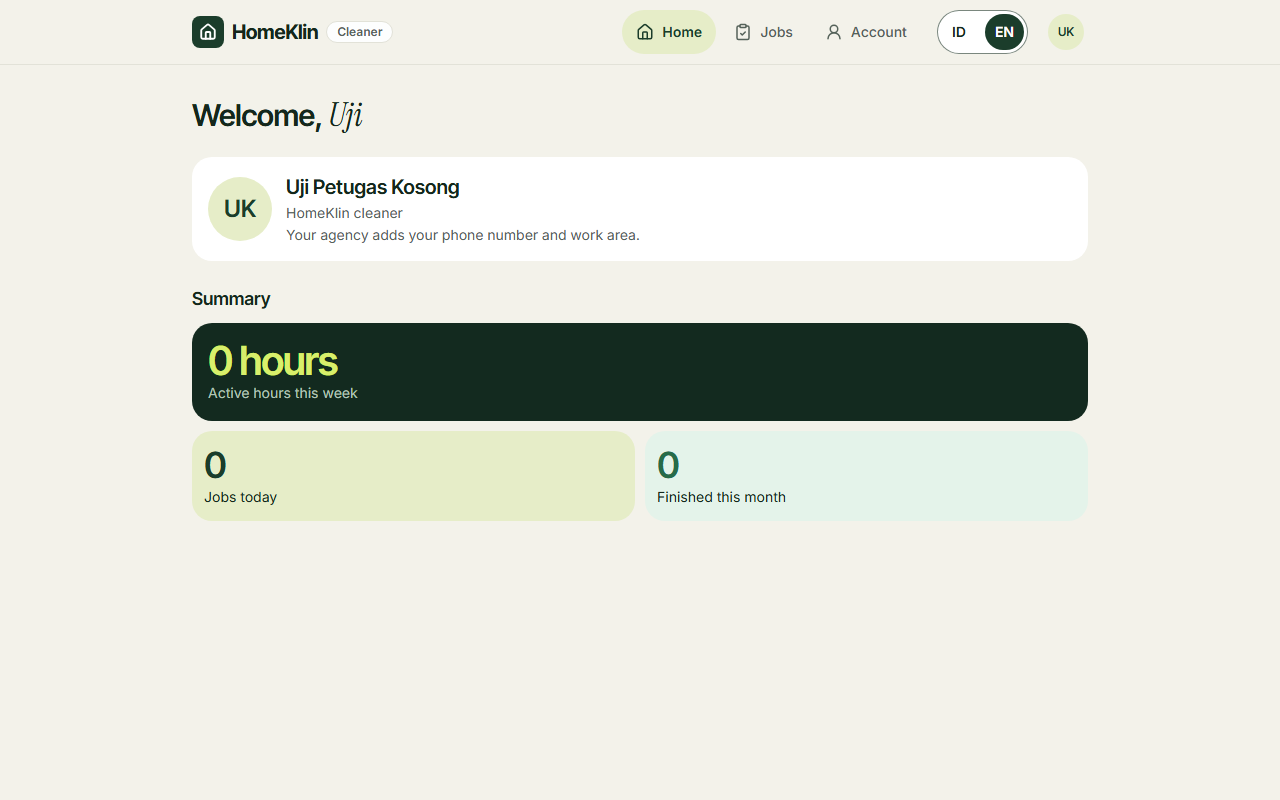 HomeKlin
Cleaner
Home
Jobs
Account
ID
EN
UK
Welcome, Uji
UK
Uji Petugas Kosong
HomeKlin cleaner
Your agency adds your phone number and work area.
Summary
0 hours
Active hours this week
0
Jobs today
0
Finished this month